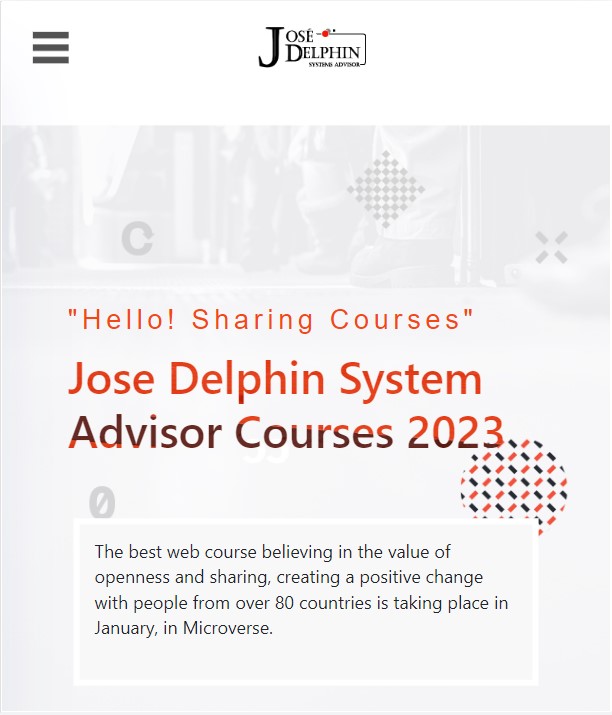 JOSÉ
DELPHIN
SYSTEMS ADVISOR
"Hello! Sharing Courses"
Jose Delphin System
Advisor Courses 2023
The best web course believing in the value of
openness and sharing, creating a positive change
with people from over 80 countries is taking place in
January, in Microverse.